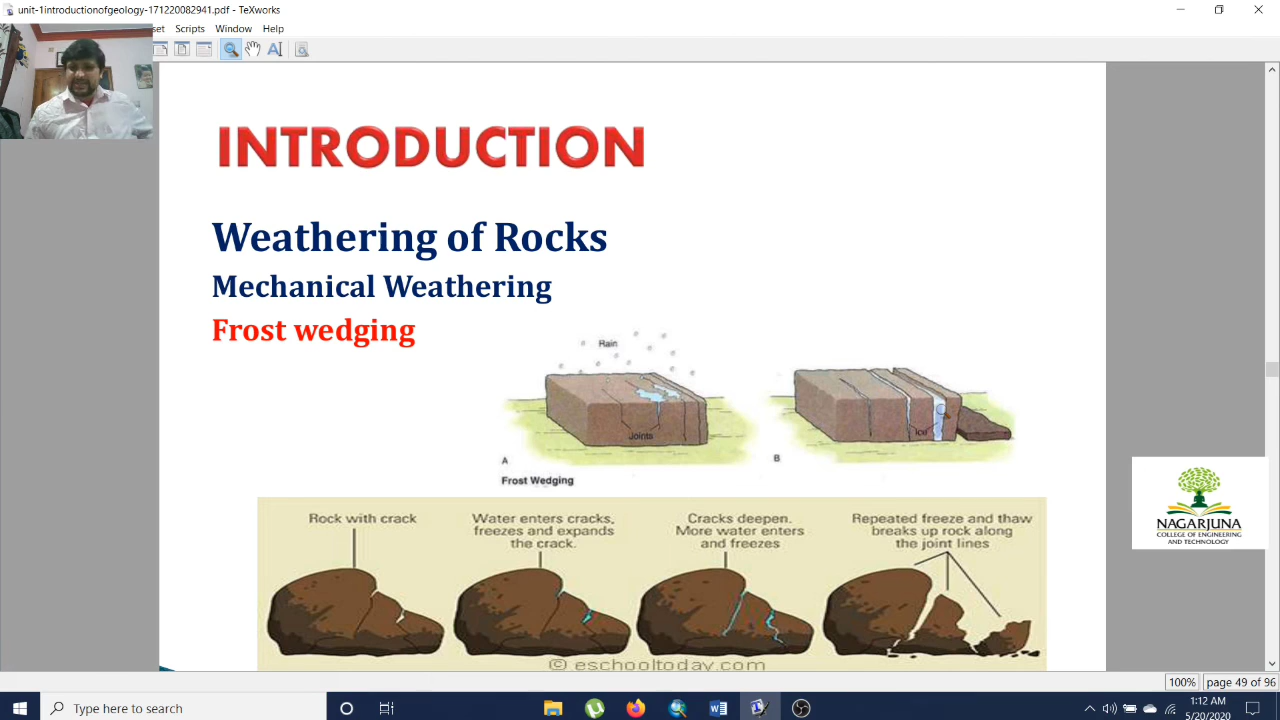 unit-1introductionofgeology-171220082941.pdf - TeXworks
set Scripts Window Help
INTRODUCTION
Weathering of Rocks
Mechanical Weathering
Frost wedging
Rain
Joints
Ice
A
B
Frost Wedging
Rock with crack
Water enters cracks,
freezes and expands
the crack.
Cracks deepen.
More water enters
and freezes
Repeated freeze and thaw
breaks up rock along
the joint lines
© eschooltoday.com
NAGARJUNA
COLLEGE OF ENGINEERING
AND TECHNOLOGY
100% page 49 of 96
Type here to search
1:12 AM
5/20/2020